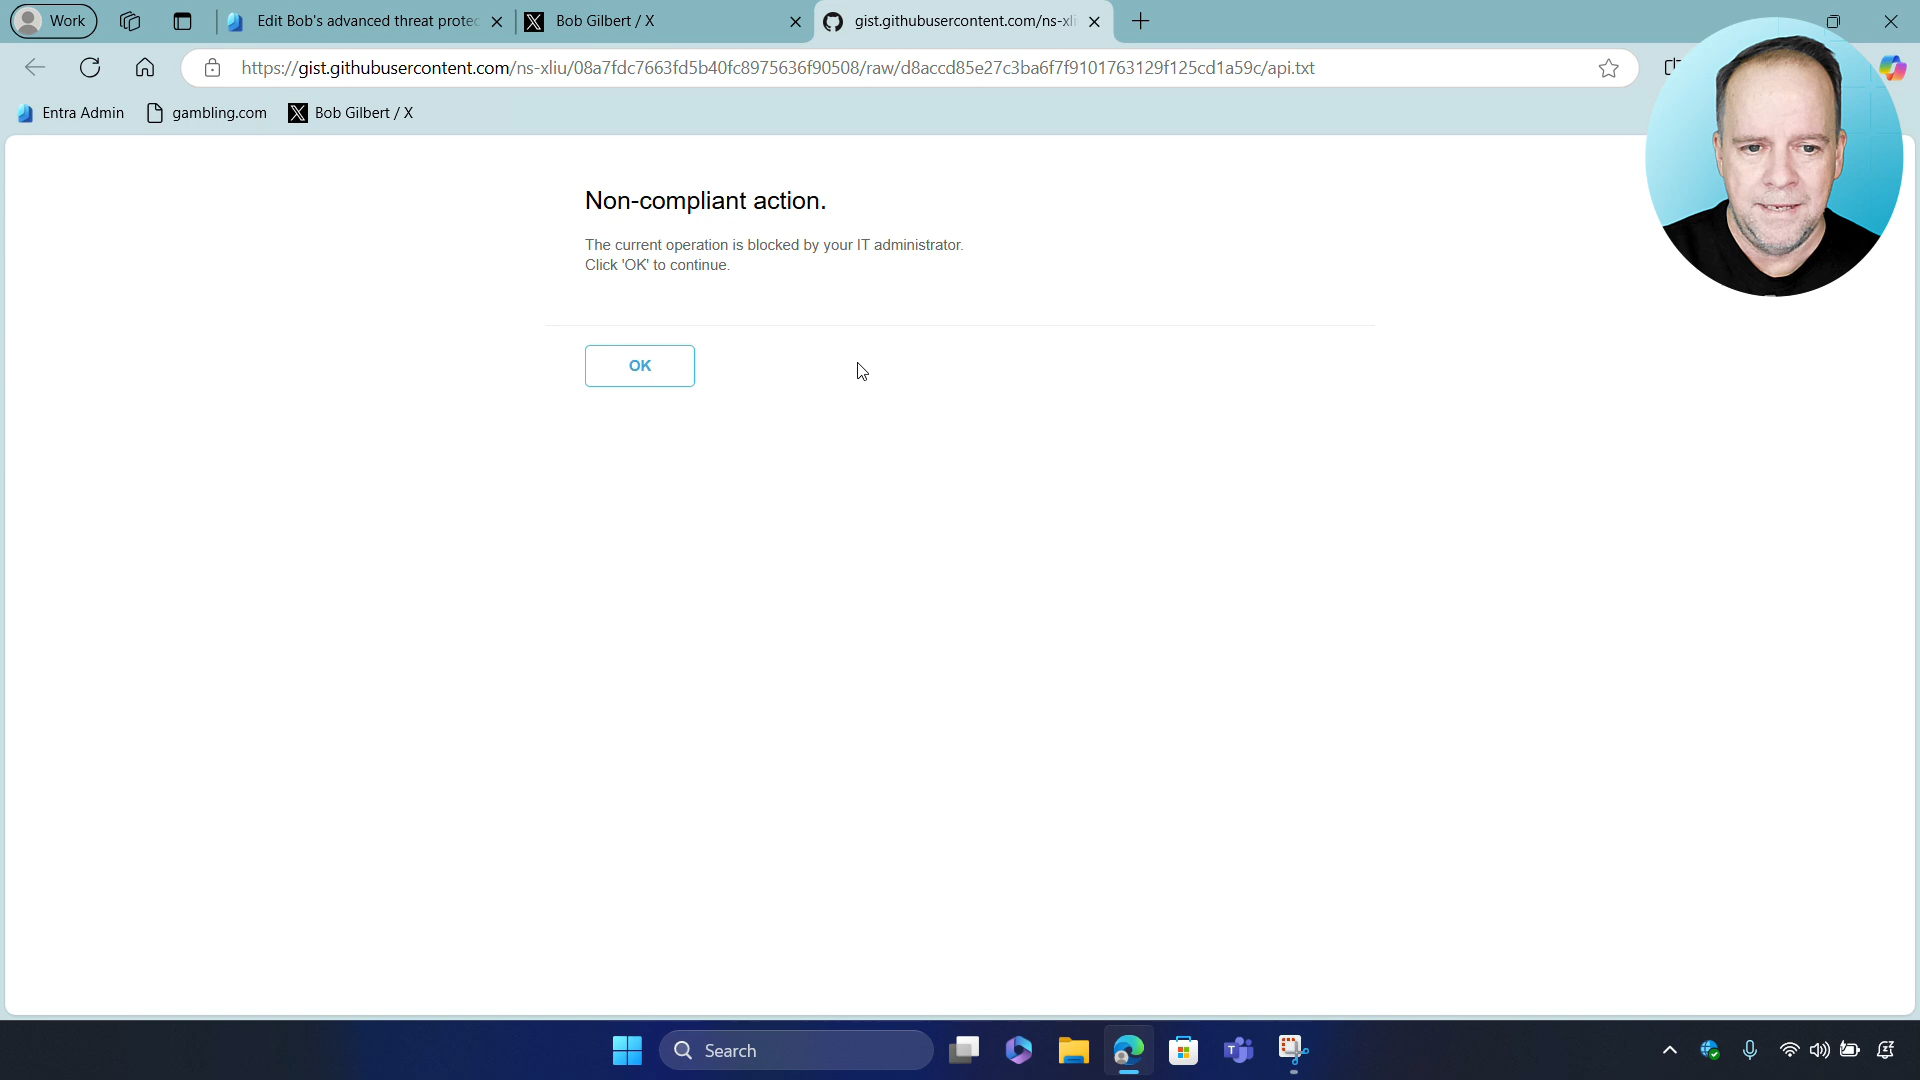 Work
Edit Bob's advanced threat protec
Bob Gilbert / X
gist.githubusercontent.com/ns-xli
https://gist.githubusercontent.com/ns-xliu/08a7fdc7663fd5b40fc8975636f90508/raw/d8accd85e27c3ba6f7f9101763129f125cd1a59c/api.txt
Entra Admin
gambling.com
Bob Gilbert / X
Non-compliant action.
The current operation is blocked by your IT administrator.
Click 'OK' to continue.
OK
Search